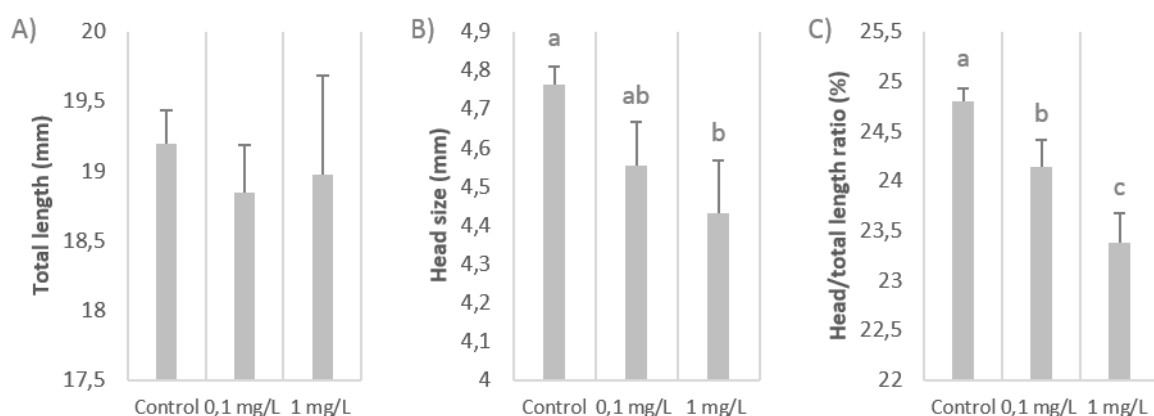 A)
Total length (mm)
20
19,5
19
18,5
18
17,5
Control 0,1 mg/L 1 mg/L
B)
Head size (mm)
4,9
4,8
4,7
4,6
4,5
4,4
4,3
4,2
4,1
4
a
ab
b
Control 0,1 mg/L 1 mg/L
C)
Head/total length ratio (%)
25,5
25
24,5
24
23,5
23
22,5
22
a
b
c
Control 0,1 mg/L 1 mg/L